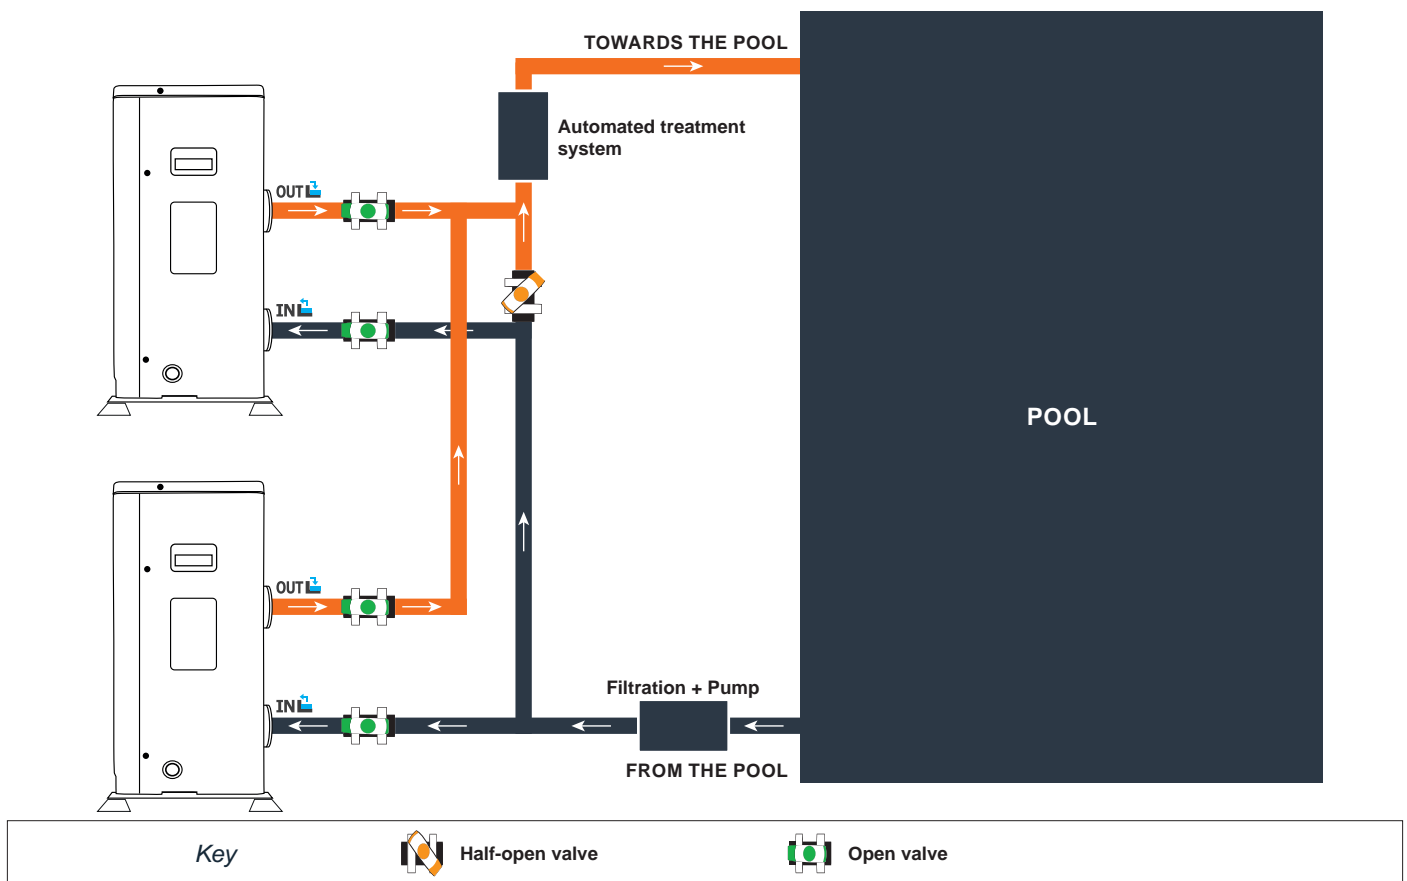 TOWARDS THE POOL
Automated treatment
system
OUT
IN
POOL
OUT
Filtration + Pump
IN
FROM THE POOL
Key
Half-open valve
Open valve